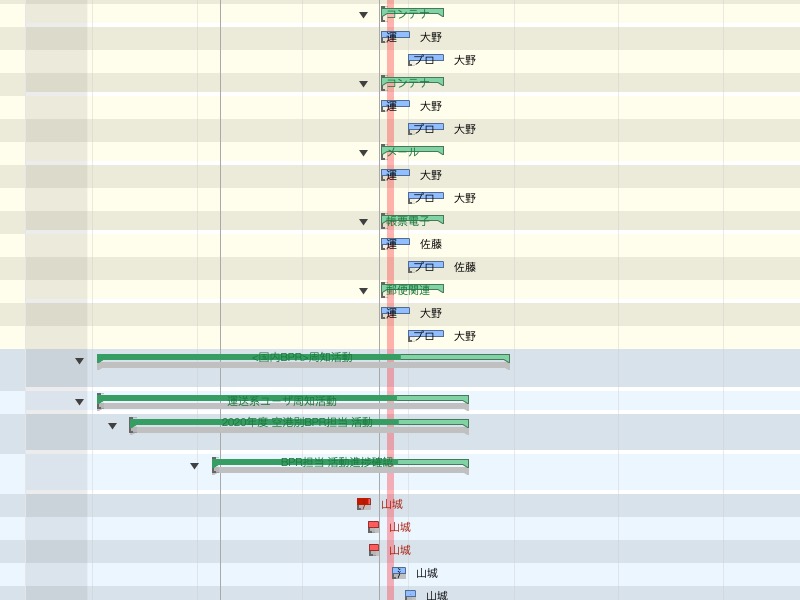 コンテナ
運 大野
プロ 大野
コンテナ
運 大野
プロ 大野
メール
運 大野
プロ 大野
報票電子
運 佐藤
プロ 佐藤
郵便関連
運 大野
プロ 大野
<国内BPR>周知活動
運送系ユーザ周知活動
2020年度 空港別BPR担当 活動
BPR担当 活動進捗確認
山城
山城
山城
山城
山城